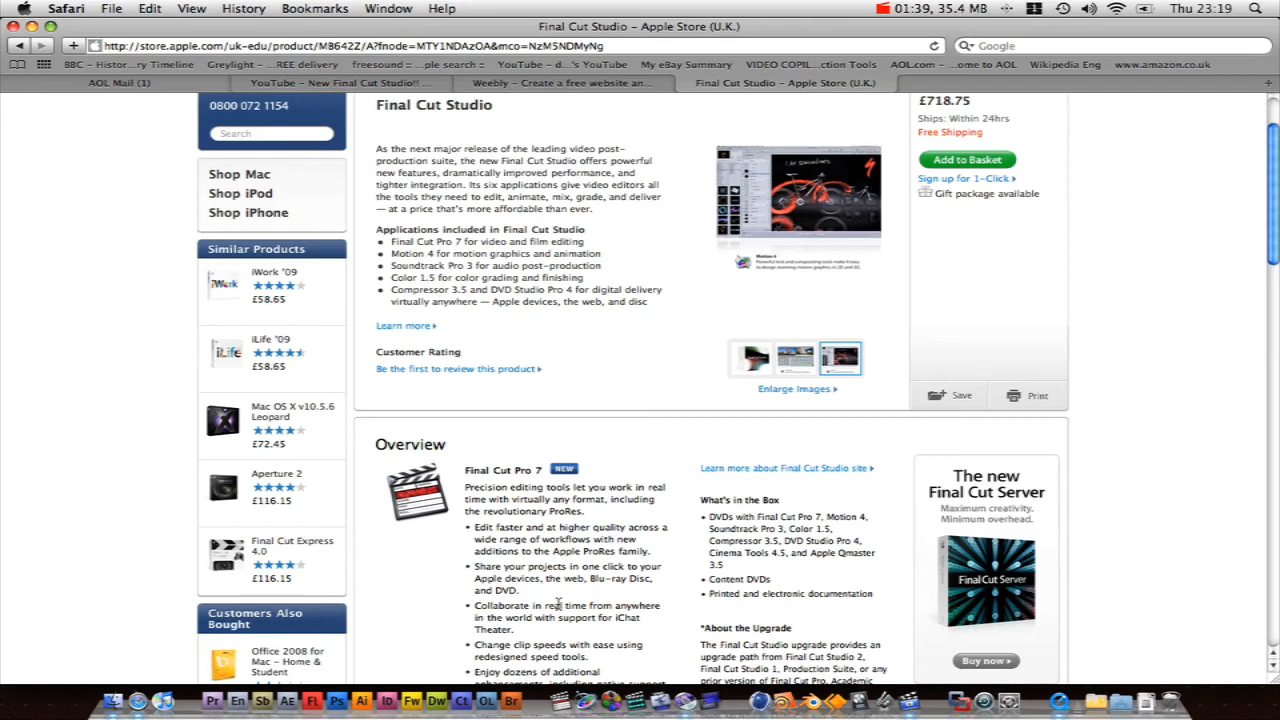 Safari File Edit View History Bookmarks Window Help 01:39, 35.4 MB Thu 23:19
Final Cut Studio - Apple Store (U.K.)
http://store.apple.com/uk-edu/product/MB642Z/A?fnode=MTY1NDAzOA&mco=NzM5NDMyNg Google
BBC - Histor...ry Timeline Greylight - ...REE delivery freesound :: ...ple search :: YouTube - d...'s YouTube My eBay Summary VIDEO COPIL...ction Tools AOL.com - ...ome to AOL Wikipedia Eng www.amazon.co.uk
AOL Mail (1) YouTube - New Final Cut Studio!! ... Weebly - Create a free website an... Final Cut Studio - Apple Store (U.K.)
0800 072 1154
Search
Shop Mac
Shop iPod
Shop iPhone
Similar Products
iWork '09
£58.65
iLife '09
£58.65
Mac OS X v10.5.6
Leopard
£72.45
Aperture 2
£116.15
Final Cut Express
4.0
£116.15
Customers Also
Bought
Office 2008 for
Mac - Home &
Student
Final Cut Studio
As the next major release of the leading video post-
production suite, the new Final Cut Studio offers powerful
new features, dramatically improved performance, and
tighter integration. Its six applications give video editors all
the tools they need to edit, animate, mix, grade, and deliver
— at a price that's more affordable than ever.
Applications included in Final Cut Studio
• Final Cut Pro 7 for video and film editing
• Motion 4 for motion graphics and animation
• Soundtrack Pro 3 for audio post-production
• Color 1.5 for color grading and finishing
• Compressor 3.5 and DVD Studio Pro 4 for digital delivery
virtually anywhere — Apple devices, the web, and disc
Learn more
Customer Rating
Be the first to review this product
Motion 4
Enlarge Images
£718.75
Ships: Within 24hrs
Free Shipping
Add to Basket
Sign up for 1-Click
Gift package available
Save Print
Overview
Final Cut Pro 7 NEW
Precision editing tools let you work in real
time with virtually any format, including
the revolutionary ProRes.
• Edit faster and at higher quality across a
wide range of workflows with new
additions to the Apple ProRes family.
• Share your projects in one click to your
Apple devices, the web, Blu-ray Disc,
and DVD.
• Collaborate in real time from anywhere
in the world with support for iChat
Theater.
• Change clip speeds with ease using
redesigned speed tools.
• Enjoy dozens of additional
enhancements, including native support
Learn more about Final Cut Studio site
What's in the Box
• DVDs with Final Cut Pro 7, Motion 4,
Soundtrack Pro 3, Color 1.5,
Compressor 3.5, DVD Studio Pro 4,
Cinema Tools 4.5, and Apple Qmaster
3.5
• Content DVDs
• Printed and electronic documentation
*About the Upgrade
The Final Cut Studio upgrade provides an
upgrade path from Final Cut Studio 2,
Final Cut Studio 1, Production Suite, or any
prior version of Final Cut Pro. Academic
The new
Final Cut Server
Maximum creativity.
Minimum overhead.
Final Cut Server
Buy now
Pr En Sb Ae Fl Ps Ai Id Fw Dw Ct OL Br